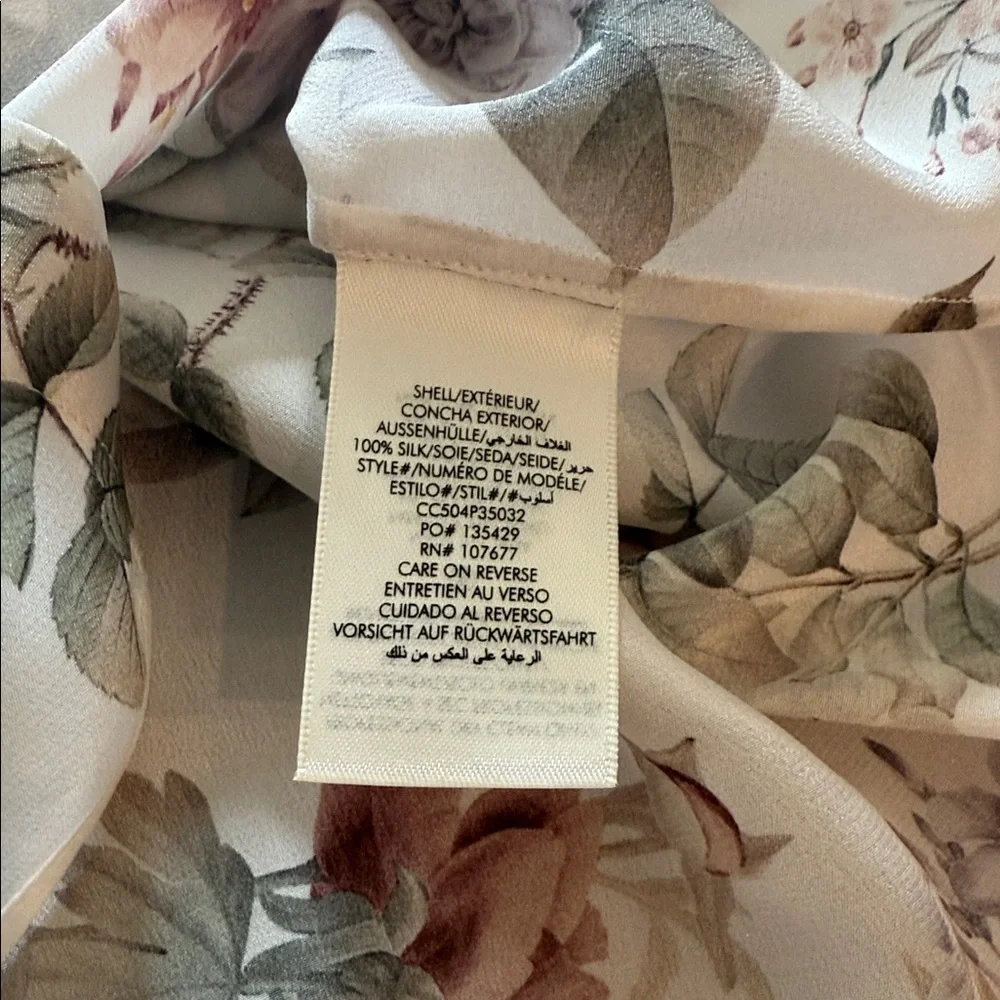 SHELL/EXTÉRIEUR/
CONCHA EXTERIOR/
AUSSENHÜLLE/الغلاف الخارجي/
100% SILK/SOIE/SEDA/SEIDE/حرير
STYLE#/NUMÉRO DE MODÉLE/
ESTILO#/STIL#/#أسلوب
CC504P35032
PO# 135429
RN# 107677
CARE ON REVERSE
ENTRETIEN AU VERSO
CUIDADO AL REVERSO
VORSICHT AUF RÜCKWÄRTSFAHRT
الرعاية على العكس من ذلك